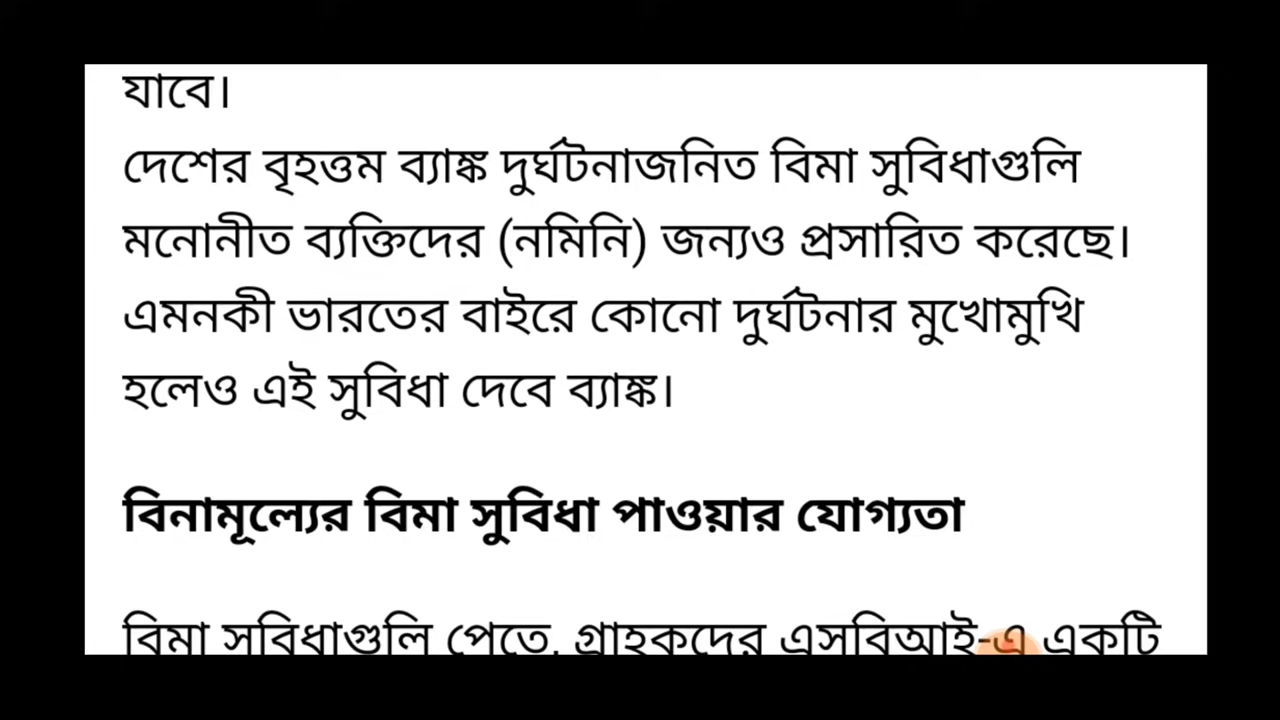 যাবে।
দেশের বৃহত্তম ব্যাঙ্ক দুর্ঘটনাজনিত বিমা সুবিধাগুলি
মনোনীত ব্যক্তিদের (নমিনি) জন্যও প্রসারিত করেছে।
এমনকী ভারতের বাইরে কোনো দুর্ঘটনার মুখোমুখি
হলেও এই সুবিধা দেবে ব্যাঙ্ক।
বিনামূল্যের বিমা সুবিধা পাওয়ার যোগ্যতা
বিমা সুবিধাগুলি পেতে, গ্রাহকদের এসবিআই-এ একটি